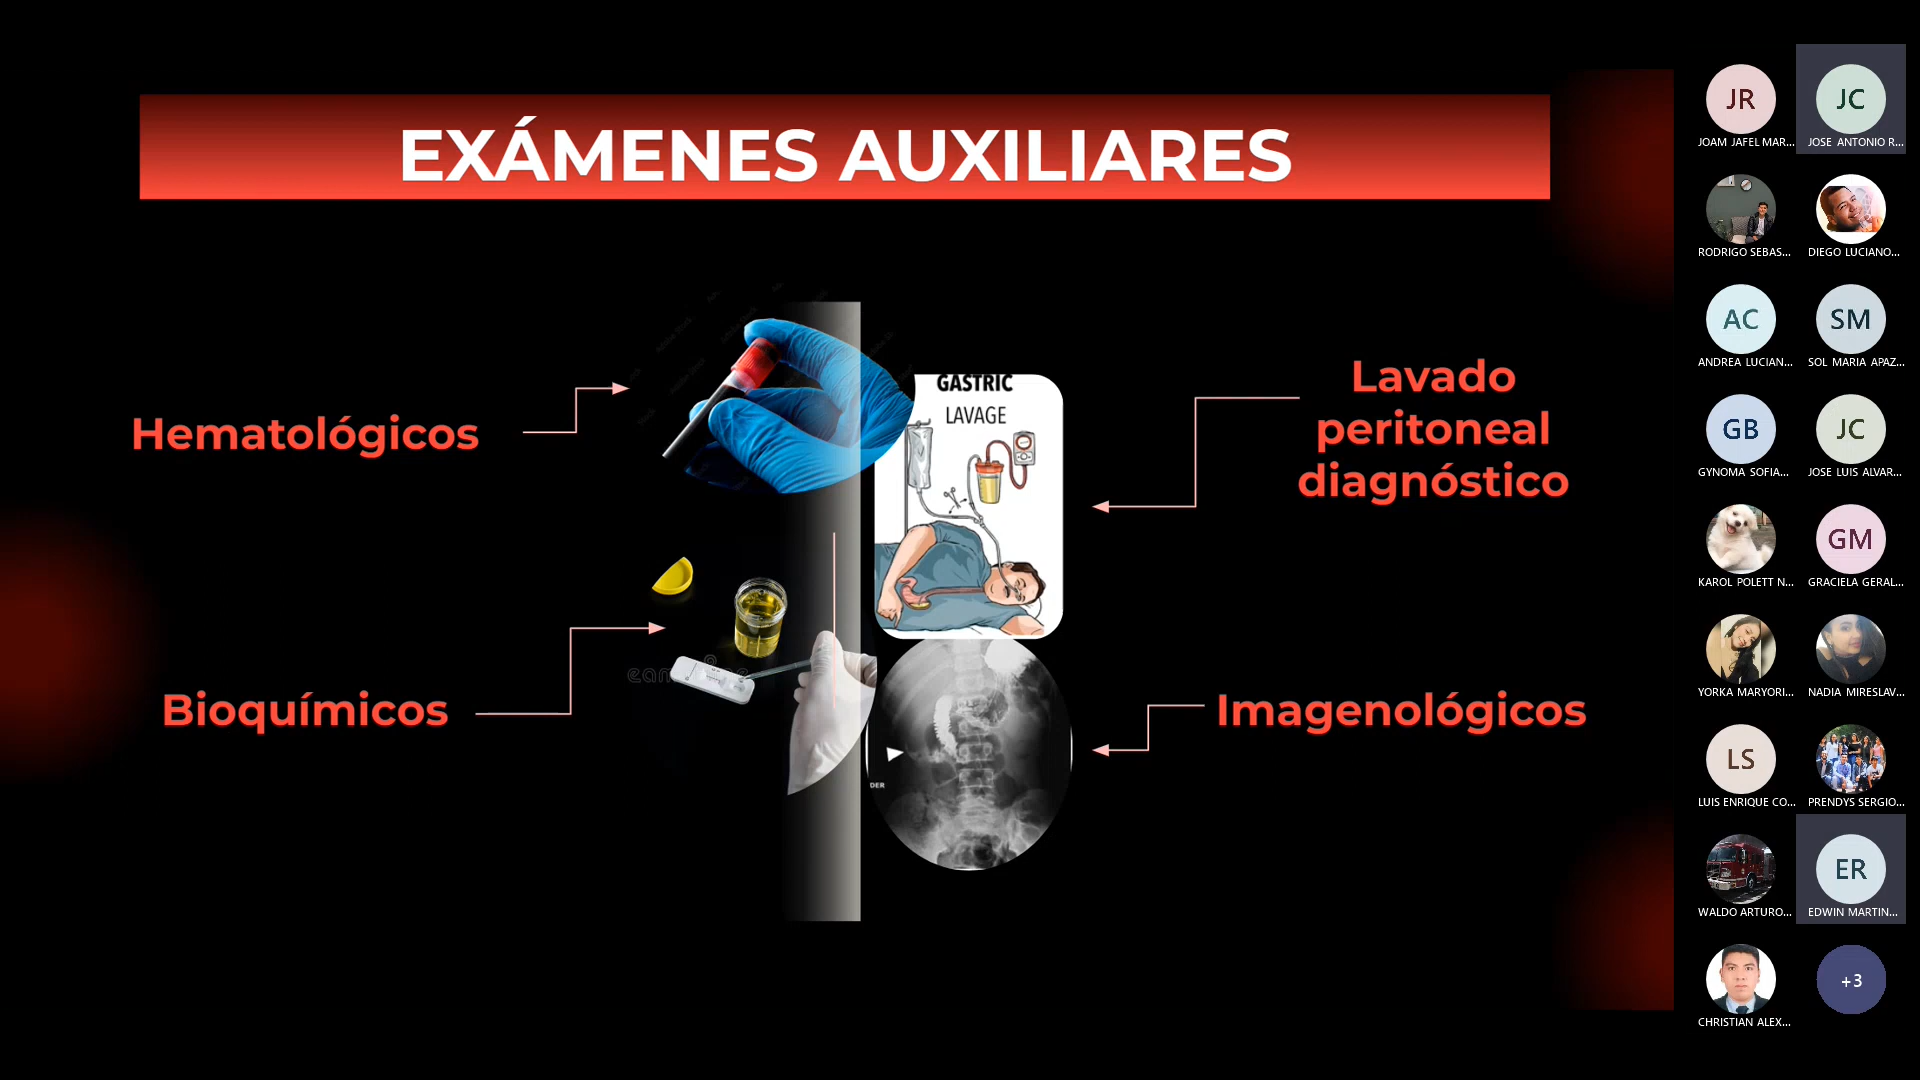 EXÁMENES AUXILIARES
Hematológicos
Bioquímicos
GASTRIC
LAVAGE
Lavado
peritoneal
diagnóstico
Imagenológicos
DER
JR
JOAM JAFEL MAR...
JC
JOSE ANTONIO R...
RODRIGO SEBAS...
DIEGO LUCIANO...
AC
ANDREA LUCIAN...
SM
SOL MARIA APAZ...
GB
GYNOMA SOFIA...
JC
JOSE LUIS ALVAR...
KAROL POLETT N...
GM
GRACIELA GERAL...
YORKA MARYORI...
NADIA MIRESLAV...
LS
LUIS ENRIQUE CO...
PRENDYS SERGIO...
WALDO ARTURO...
ER
EDWIN MARTIN...
CHRISTIAN ALEX...
+3